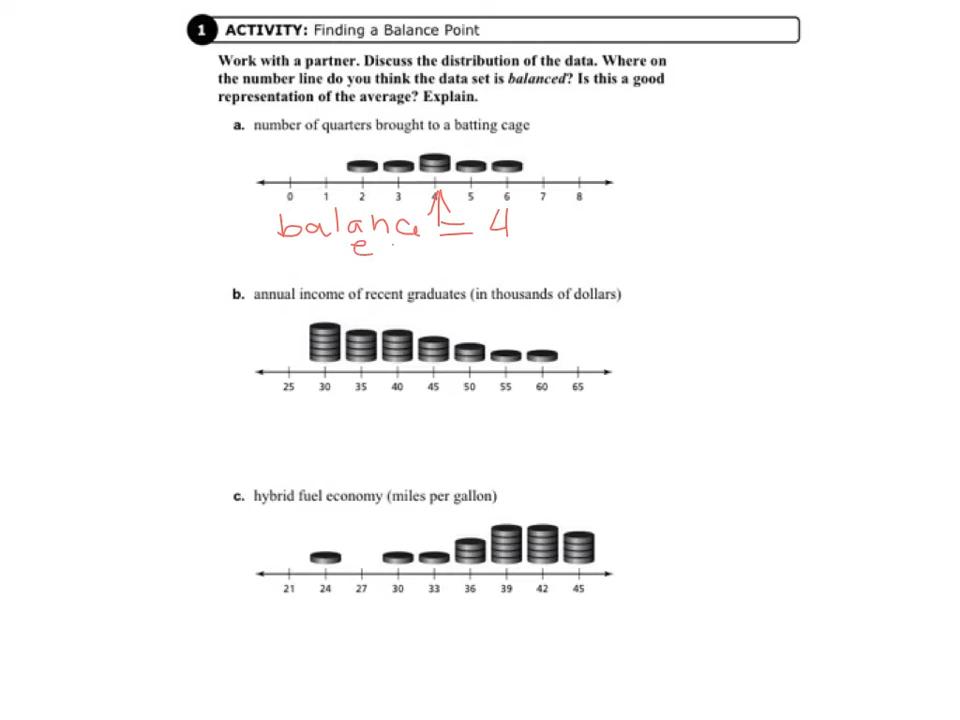 1 ACTIVITY: Finding a Balance Point
Work with a partner. Discuss the distribution of the data. Where on
the number line do you think the data set is balanced? Is this a good
representation of the average? Explain.
a. number of quarters brought to a batting cage
0 1 2 3 4 5 6 7 8
balance = 4
b. annual income of recent graduates (in thousands of dollars)
25 30 35 40 45 50 55 60 65
c. hybrid fuel economy (miles per gallon)
21 24 27 30 33 36 39 42 45